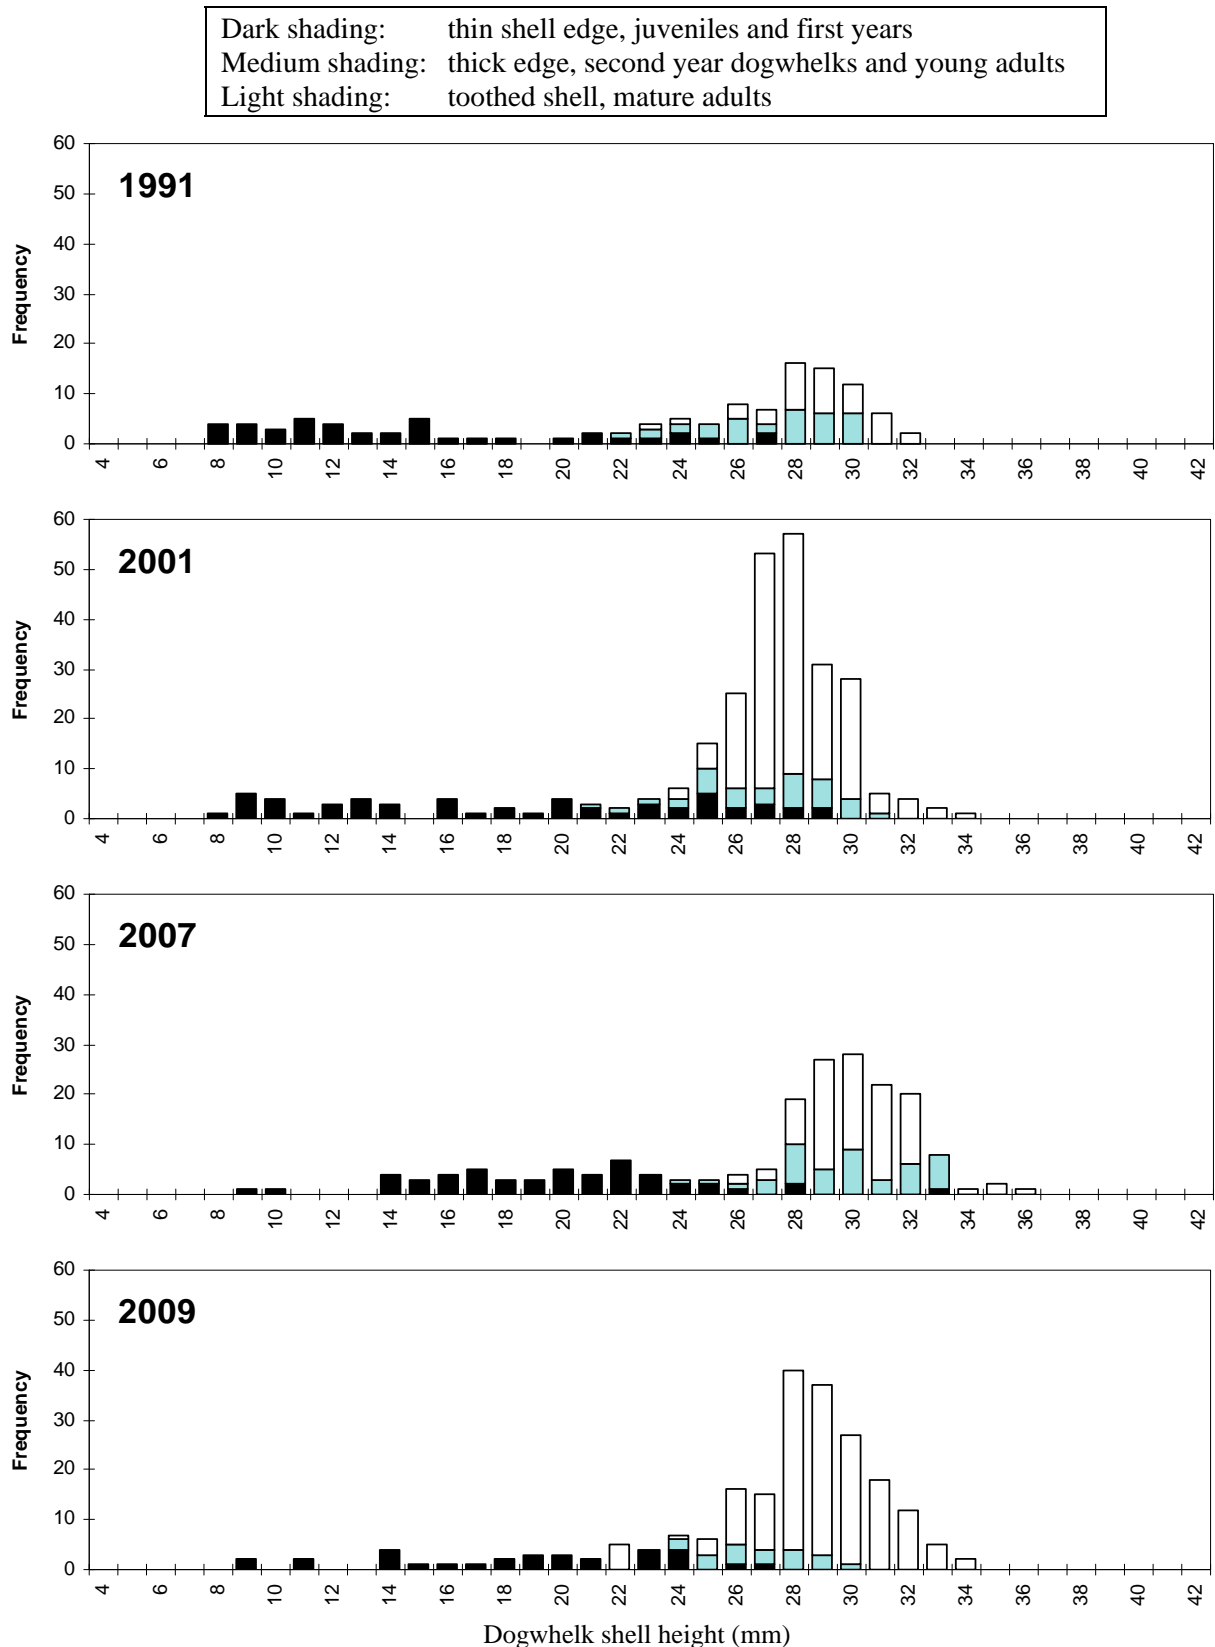 Dark shading: thin shell edge, juveniles and first years
Medium shading: thick edge, second year dogwhelks and young adults
Light shading: toothed shell, mature adults
1991
Frequency
60
50
40
30
20
10
0
4 6 8 10 12 14 16 18 20 22 24 26 28 30 32 34 36 38 40 42
2001
Frequency
60
50
40
30
20
10
0
4 6 8 10 12 14 16 18 20 22 24 26 28 30 32 34 36 38 40 42
2007
Frequency
60
50
40
30
20
10
0
4 6 8 10 12 14 16 18 20 22 24 26 28 30 32 34 36 38 40 42
2009
Frequency
60
50
40
30
20
10
0
4 6 8 10 12 14 16 18 20 22 24 26 28 30 32 34 36 38 40 42
Dogwhelk shell height (mm)